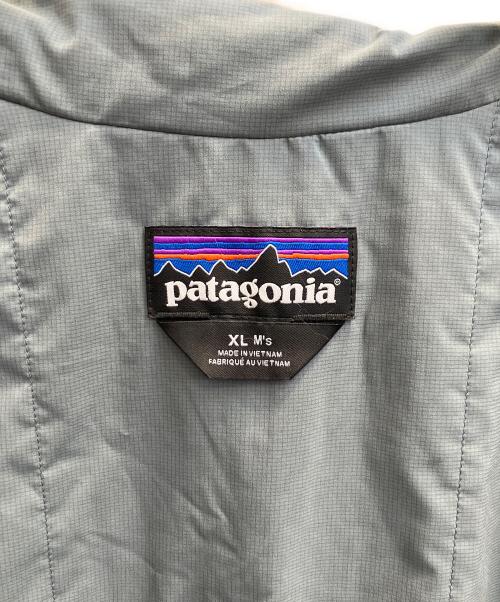 patagonia®
XL M's
MADE IN VIETNAM
FABRIQUÉ AU VIETNAM